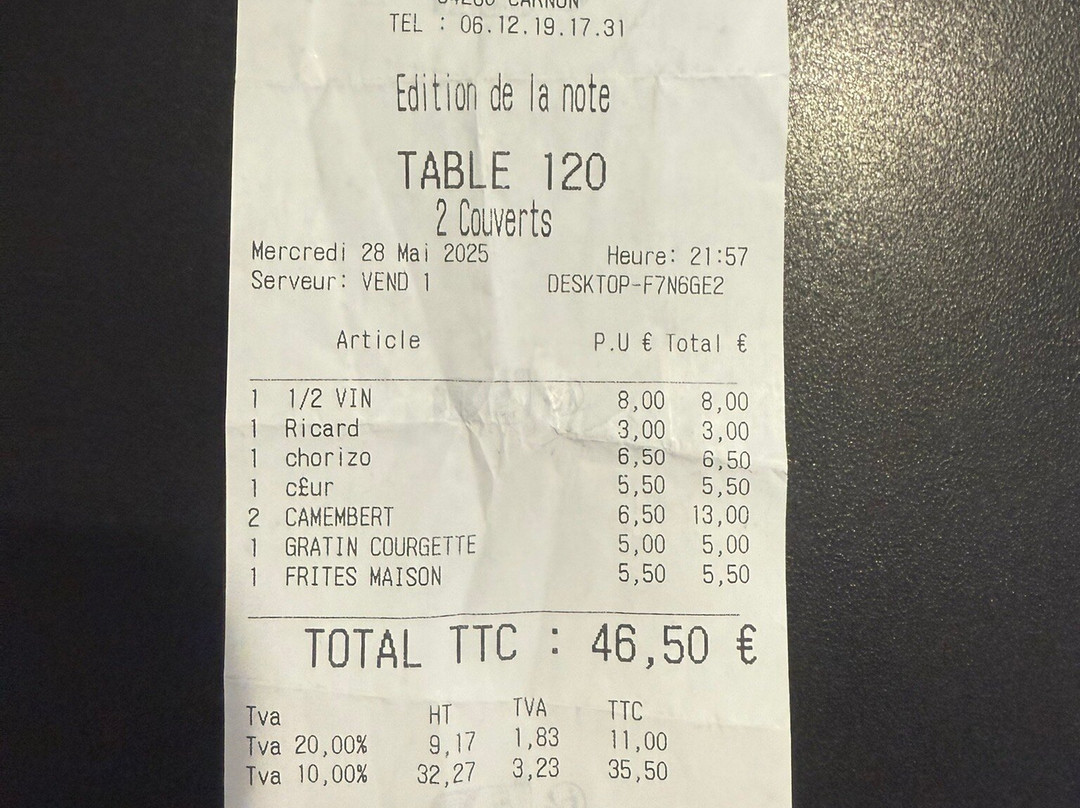 34280 CARNON
TEL : 06.12.19.17.31
Edition de la note
TABLE 120
2 Couverts
Mercredi 28 Mai 2025 Heure: 21:57
Serveur: VEND 1 DESKTOP-F7N6GE2
Article P.U € Total €
1 1/2 VIN 8,00 8,00
1 Ricard 3,00 3,00
1 chorizo 6,50 6,50
1 c£ur 5,50 5,50
2 CAMEMBERT 6,50 13,00
1 GRATIN COURGETTE 5,00 5,00
1 FRITES MAISON 5,50 5,50
TOTAL TTC : 46,50 €
Tva HT TVA TTC
Tva 20,00% 9,17 1,83 11,00
Tva 10,00% 32,27 3,23 35,50